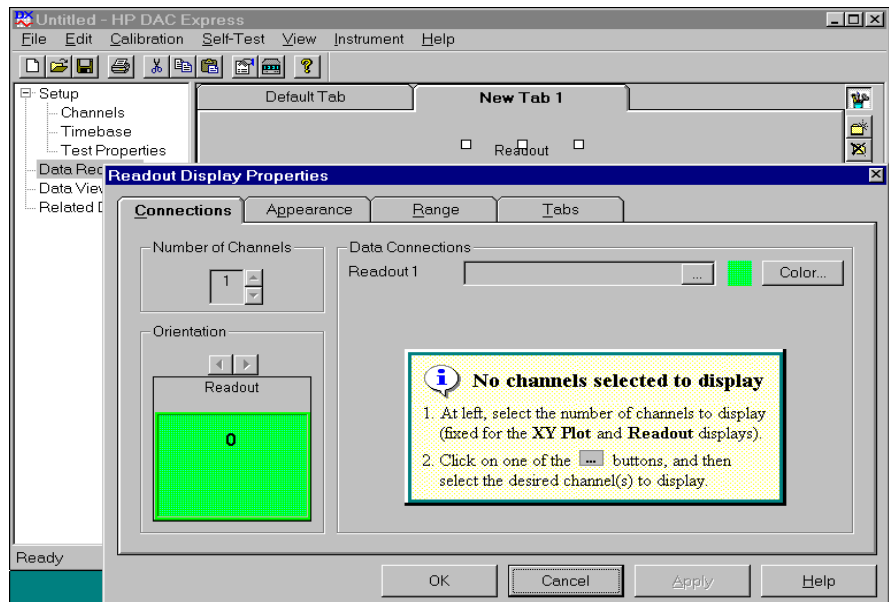 Untitled - HP DAC Express
File Edit Calibration Self-Test View Instrument Help
Setup
Channels
Timebase
Test Properties
Data Rec
Data View
Related D
Default Tab
New Tab 1
Readout
Readout Display Properties
Connections Appearance Range Tabs
Number of Channels
1
Data Connections
Readout 1 ... Color...
Orientation
Readout
0
No channels selected to display
1. At left, select the number of channels to display
(fixed for the XY Plot and Readout displays).
2. Click on one of the ... buttons, and then
select the desired channel(s) to display.
Ready
OK Cancel Apply Help